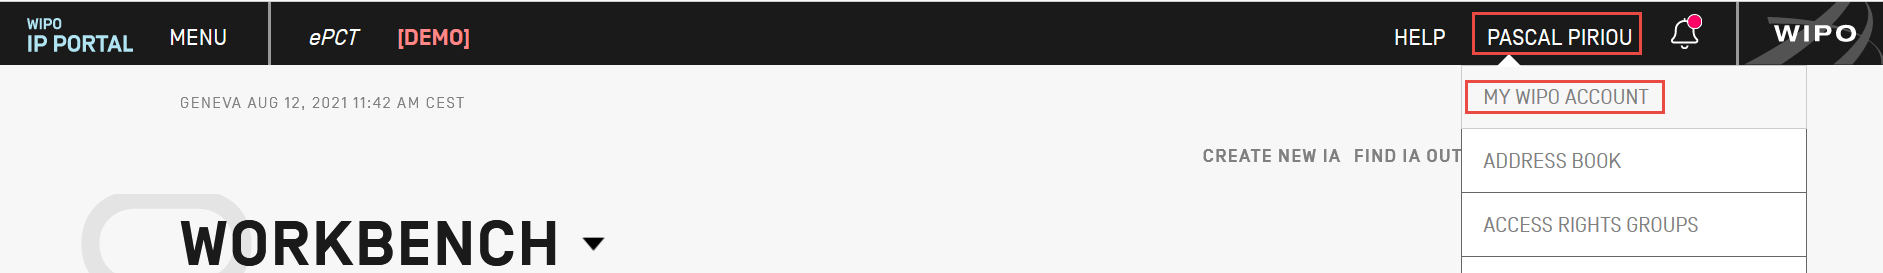 WIPO
IP PORTAL
MENU
ePCT
[DEMO]
HELP
PASCAL PIRIOU
WIPO
MY WIPO ACCOUNT
GENEVA AUG 12, 2021 11:42 AM CEST
CREATE NEW IA FIND IA OUT
ADDRESS BOOK
WORKBENCH
ACCESS RIGHTS GROUPS